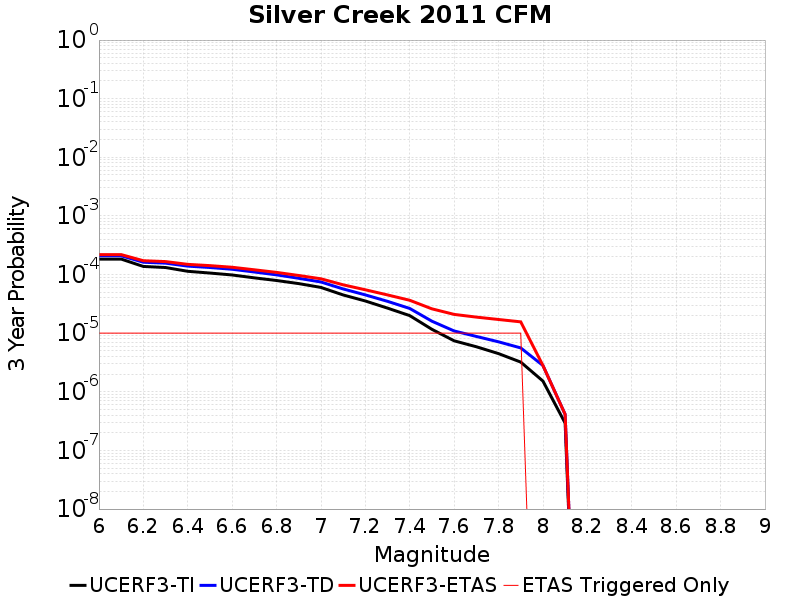 Silver Creek 2011 CFM
3 Year Probability
10^0
10^-1
10^-2
10^-3
10^-4
10^-5
10^-6
10^-7
10^-8
6 6.2 6.4 6.6 6.8 7 7.2 7.4 7.6 7.8 8 8.2 8.4 8.6 8.8 9
Magnitude
UCERF3-TI UCERF3-TD UCERF3-ETAS ETAS Triggered Only